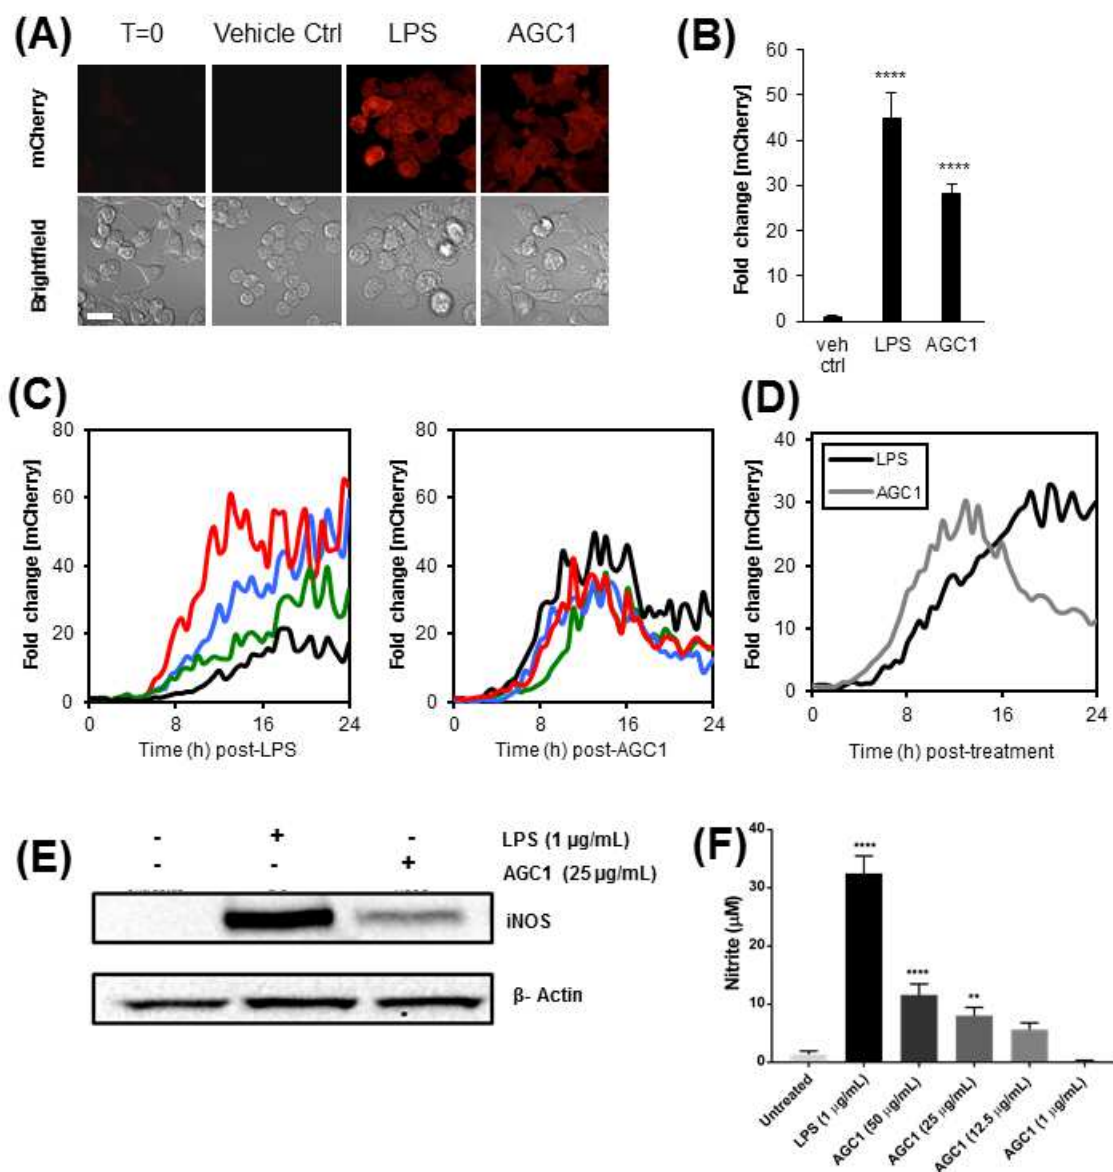 (A)
T=0 Vehicle Ctrl LPS AGC1
mCherry
Brightfield
(B)
Fold change [mCherry]
60
50
40
30
20
10
0
veh ctrl LPS AGC1
**** ****
(C)
Fold change [mCherry]
80
60
40
20
0
0 8 16 24
Time (h) post-LPS
Fold change [mCherry]
80
60
40
20
0
0 8 16 24
Time (h) post-AGC1
(D)
LPS
AGC1
Fold change [mCherry]
40
30
20
10
0
0 8 16 24
Time (h) post-treatment
(E)
- + - LPS (1 µg/mL)
- - + AGC1 (25 µg/mL)
iNOS
β- Actin
(F)
Nitrite (µM)
40
30
20
10
0
**** **** **
Untreated
LPS (1 µg/mL)
AGC1 (50 µg/mL)
AGC1 (25 µg/mL)
AGC1 (12.5 µg/mL)
AGC1 (1 µg/mL)